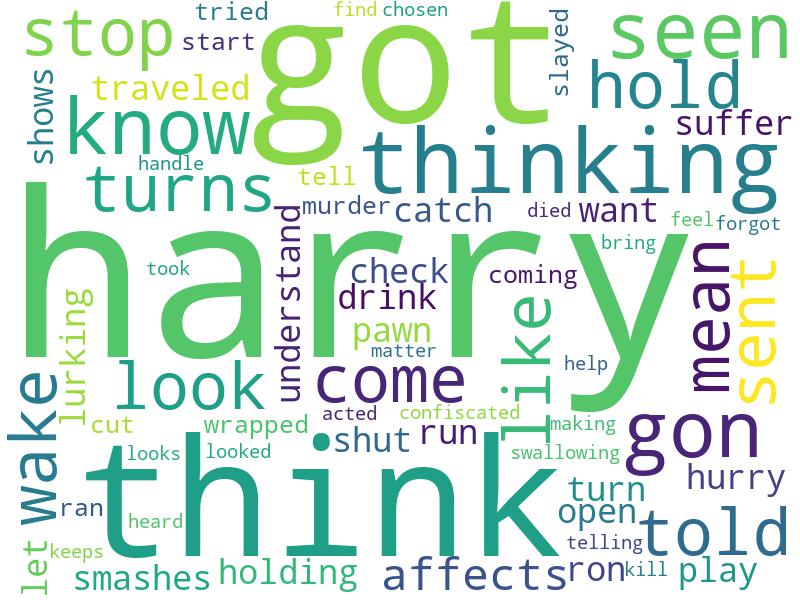 tried
find
chosen
stop
start
got
slayed
seen
shows
traveled
hold
know
suffer
thinking
handle
turns
tell
murder
catch
died
want
feel
forgot
harry
understand
bring
mean
sent
took
check
coming
lurking
drink
like
pawn
matter
help
look
come
wake
acted
confiscated
cut
wrapped
shut
run
making
gon
think
looks
looked
swallowing
hurry
ran
heard
turn
open
told
let
keeps
telling
smashes
holding
affects
ron
kill
play